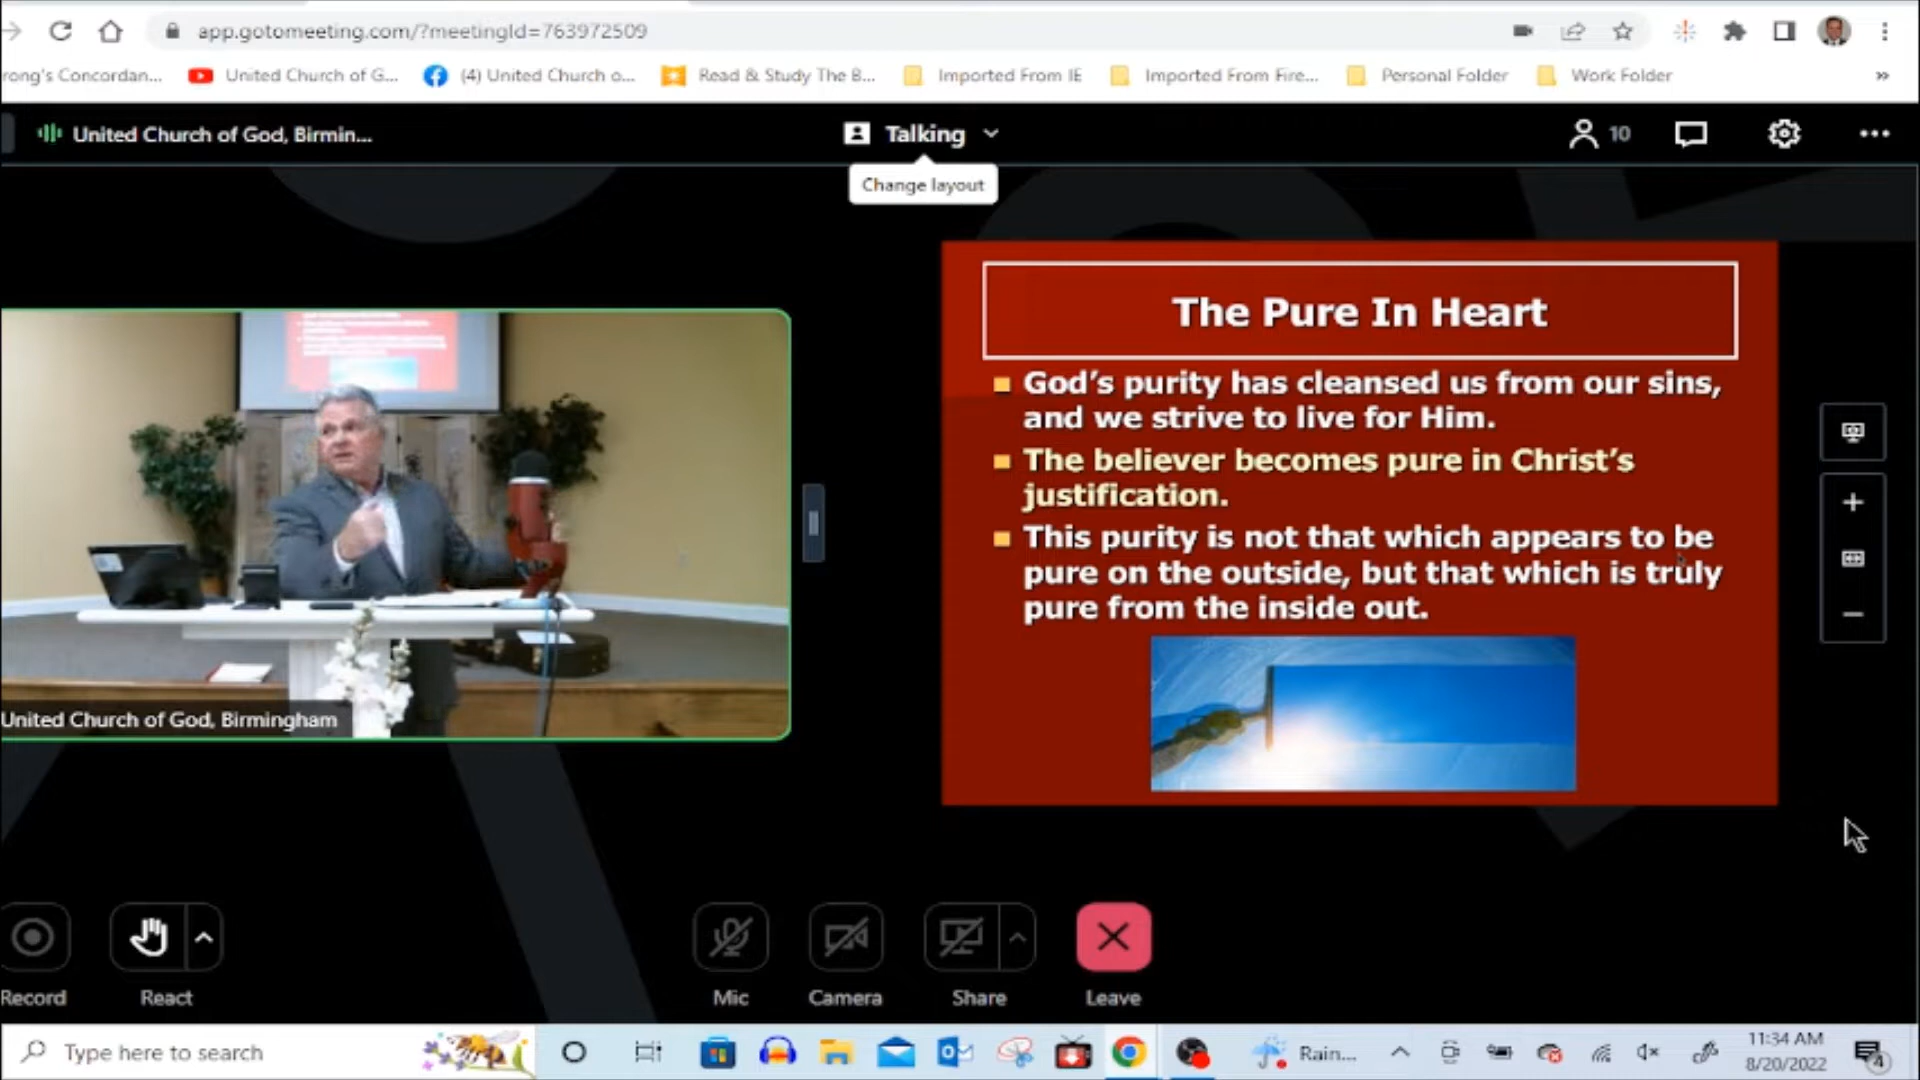 app.gotomeeting.com/?meetingId=763972509
rong's Concordan...
United Church of G...
(4) United Church o...
Read & Study The B...
Imported From IE
Imported From Fire...
Personal Folder
Work Folder
»
United Church of God, Birmin...
Talking
10
Change layout
United Church of God, Birmingham
The Pure In Heart
God's purity has cleansed us from our sins,
and we strive to live for Him.
The believer becomes pure in Christ's
justification.
This purity is not that which appears to be
pure on the outside, but that which is truly
pure from the inside out.
Record
React
Mic
Camera
Share
Leave
Type here to search
Rain...
11:34 AM
8/20/2022
4